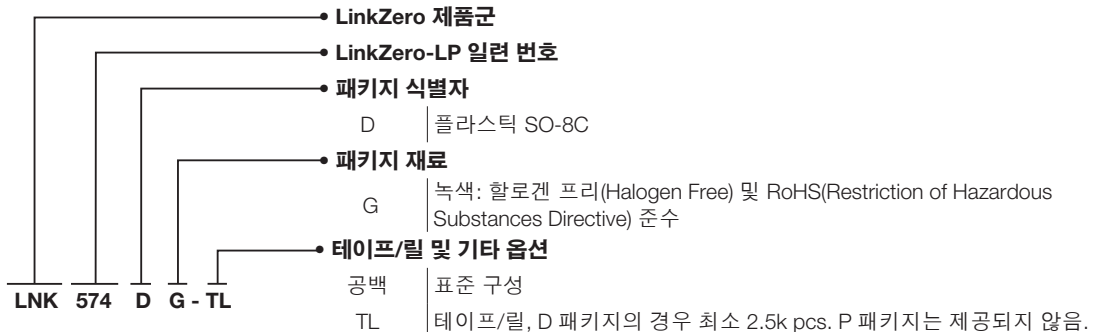 LinkZero 제품군
LinkZero-LP 일련 번호
패키지 식별자
D 플라스틱 SO-8C
패키지 재료
G 녹색: 할로겐 프리(Halogen Free) 및 RoHS(Restriction of Hazardous
Substances Directive) 준수
테이프/릴 및 기타 옵션
공백 표준 구성
TL 테이프/릴, D 패키지의 경우 최소 2.5k pcs. P 패키지는 제공되지 않음.
LNK 574 D G - TL